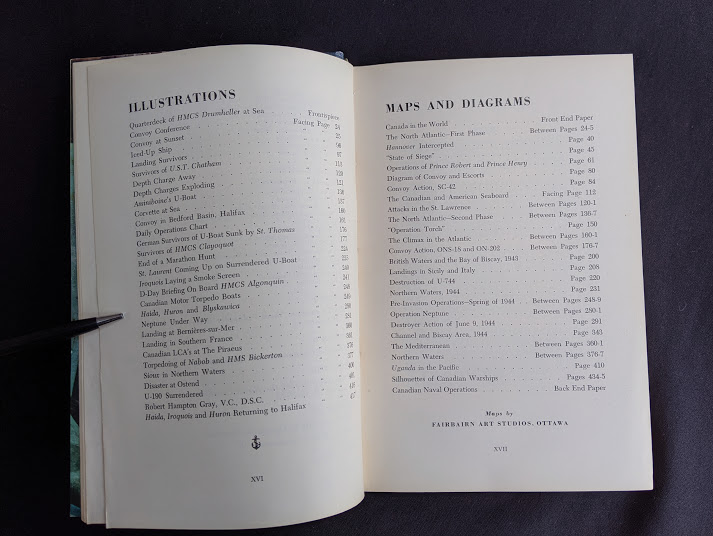 ILLUSTRATIONS
Quarterdeck of HMCS Drumheller at Sea Frontispiece
Convoy Conference Facing Page 24
Convoy at Sunset " " 25
Iced-Up Ship " " 96
Landing Survivors " " 97
Survivors of U.S.T. Chatham " "
Depth Charge Away " " 120
Depth Charges Exploding " " 121
Assiniboine's U-Boat " "
Corvette at Sea " "
Convoy in Bedford Basin, Halifax " " 160
Daily Operations Chart " " 161
German Survivors of U-Boat Sunk by St. Thomas " " 176
Survivors of HMCS Clayoquot " " 177
End of a Marathon Hunt " "
St. Laurent Coming Up on Surrendered U-Boat " "
Iroquois Laying a Smoke Screen " " 240
D-Day Briefing On Board HMCS Algonquin " " 241
Canadian Motor Torpedo Boats " " 248
Haida, Huron and Blyskawica " " 249
Neptune Under Way " "
Landing at Bernières-sur-Mer " "
Landing in Southern France " " 360
Canadian LCA's at The Piraeus " " 361
Torpedoing of Nabob and HMS Bickerton " " 376
Sioux in Northern Waters " " 377
Disaster at Ostend " "
U-190 Surrendered " "
Robert Hampton Gray, V.C., D.S.C. " "
Haida, Iroquois and Huron Returning to Halifax " "
XVI
MAPS AND DIAGRAMS
Canada in the World Front End Paper
The North Atlantic—First Phase Between Pages 24-5
Hannover Intercepted Page 40
"State of Siege" Page 45
Operations of Prince Robert and Prince Henry Page 61
Diagram of Convoy and Escorts Page 80
Convoy Action, SC-42 Page 84
The Canadian and American Seaboard Facing Page 112
Attacks in the St. Lawrence Between Pages 120-1
The North Atlantic—Second Phase Between Pages 136-7
"Operation Torch" Page 150
The Climax in the Atlantic Between Pages 160-1
Convoy Action, ONS-18 and ON-202 Between Pages 176-7
British Waters and the Bay of Biscay, 1943 Page 200
Landings in Sicily and Italy Page 208
Destruction of U-744 Page 220
Northern Waters, 1944 Page 231
Pre-Invasion Operations—Spring of 1944 Between Pages 248-9
Operation Neptune Between Pages 280-1
Destroyer Action of June 9, 1944 Page 291
Channel and Biscay Area, 1944 Page 343
The Mediterranean Between Pages 360-1
Northern Waters Between Pages 376-7
Uganda in the Pacific Page 410
Silhouettes of Canadian Warships Pages 434-5
Canadian Naval Operations Back End Paper
Maps by
FAIRBAIRN ART STUDIOS, OTTAWA
XVII